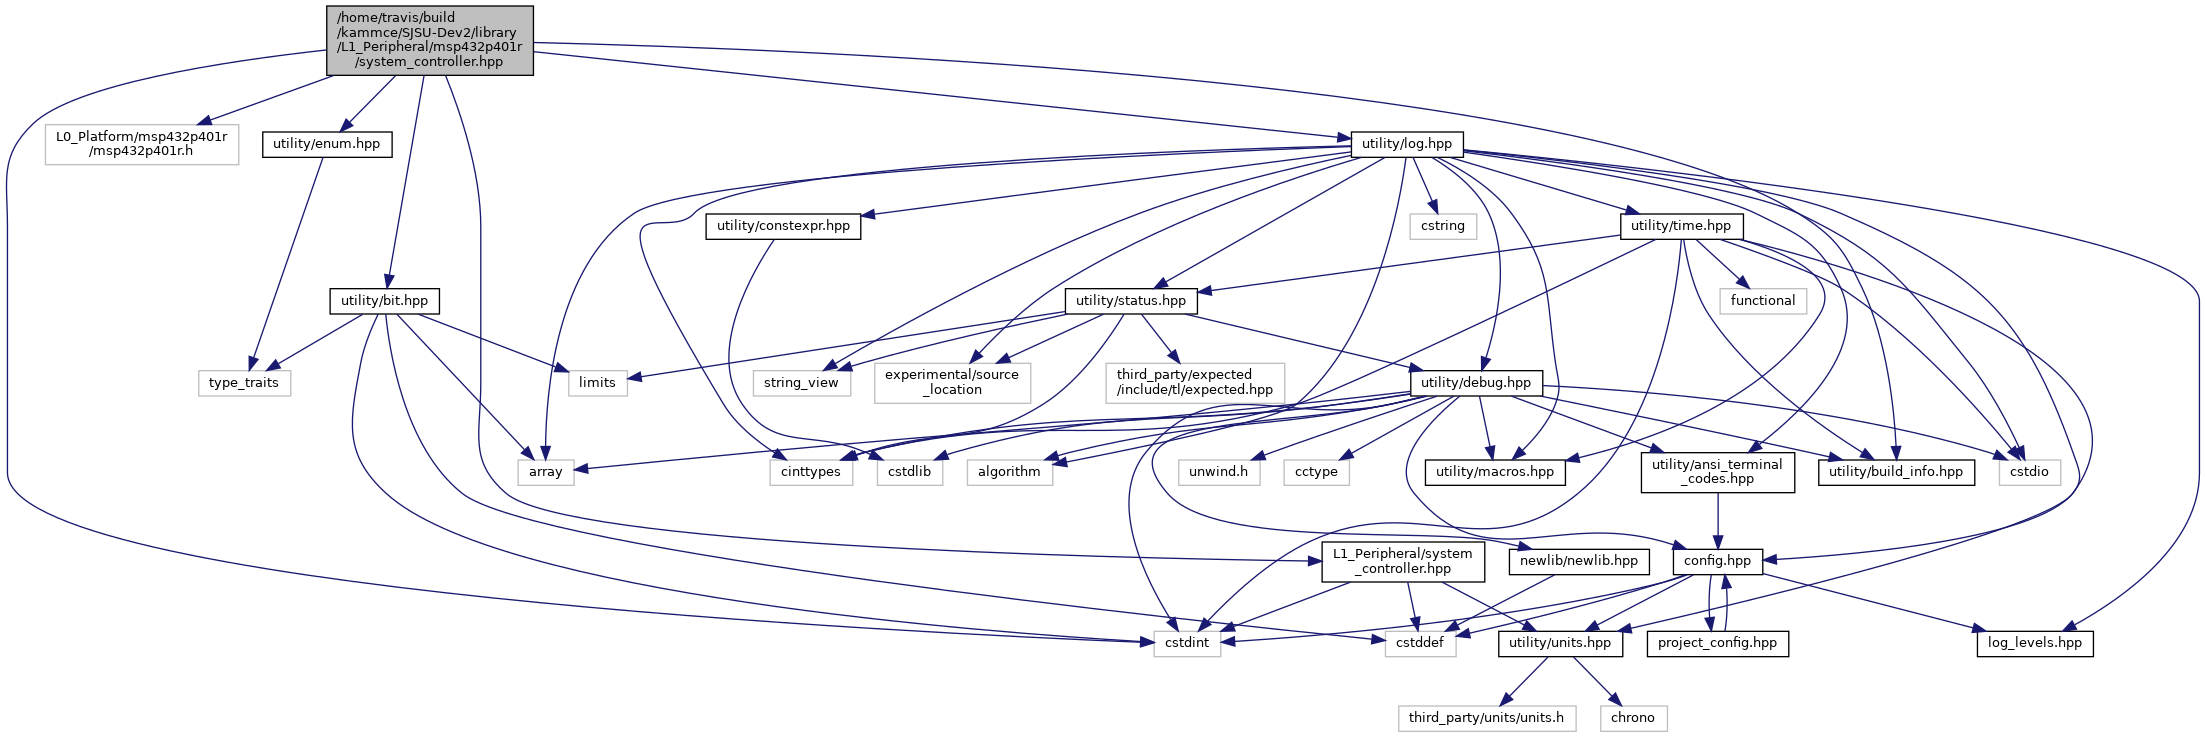 /home/travis/build
/kammce/SJSU-Dev2/library
/L1_Peripheral/msp432p401r
/system_controller.hpp
L0_Platform/msp432p401r
/msp432p401r.h
utility/enum.hpp
utility/log.hpp
utility/constexpr.hpp
cstring
utility/time.hpp
utility/bit.hpp
utility/status.hpp
functional
type_traits
limits
string_view
experimental/source
_location
third_party/expected
/include/tl/expected.hpp
utility/debug.hpp
array
cinttypes
cstdlib
algorithm
unwind.h
cctype
utility/macros.hpp
utility/ansi_terminal
_codes.hpp
utility/build_info.hpp
cstdio
L1_Peripheral/system
_controller.hpp
newlib/newlib.hpp
config.hpp
cstdint
cstddef
utility/units.hpp
project_config.hpp
log_levels.hpp
third_party/units/units.h
chrono